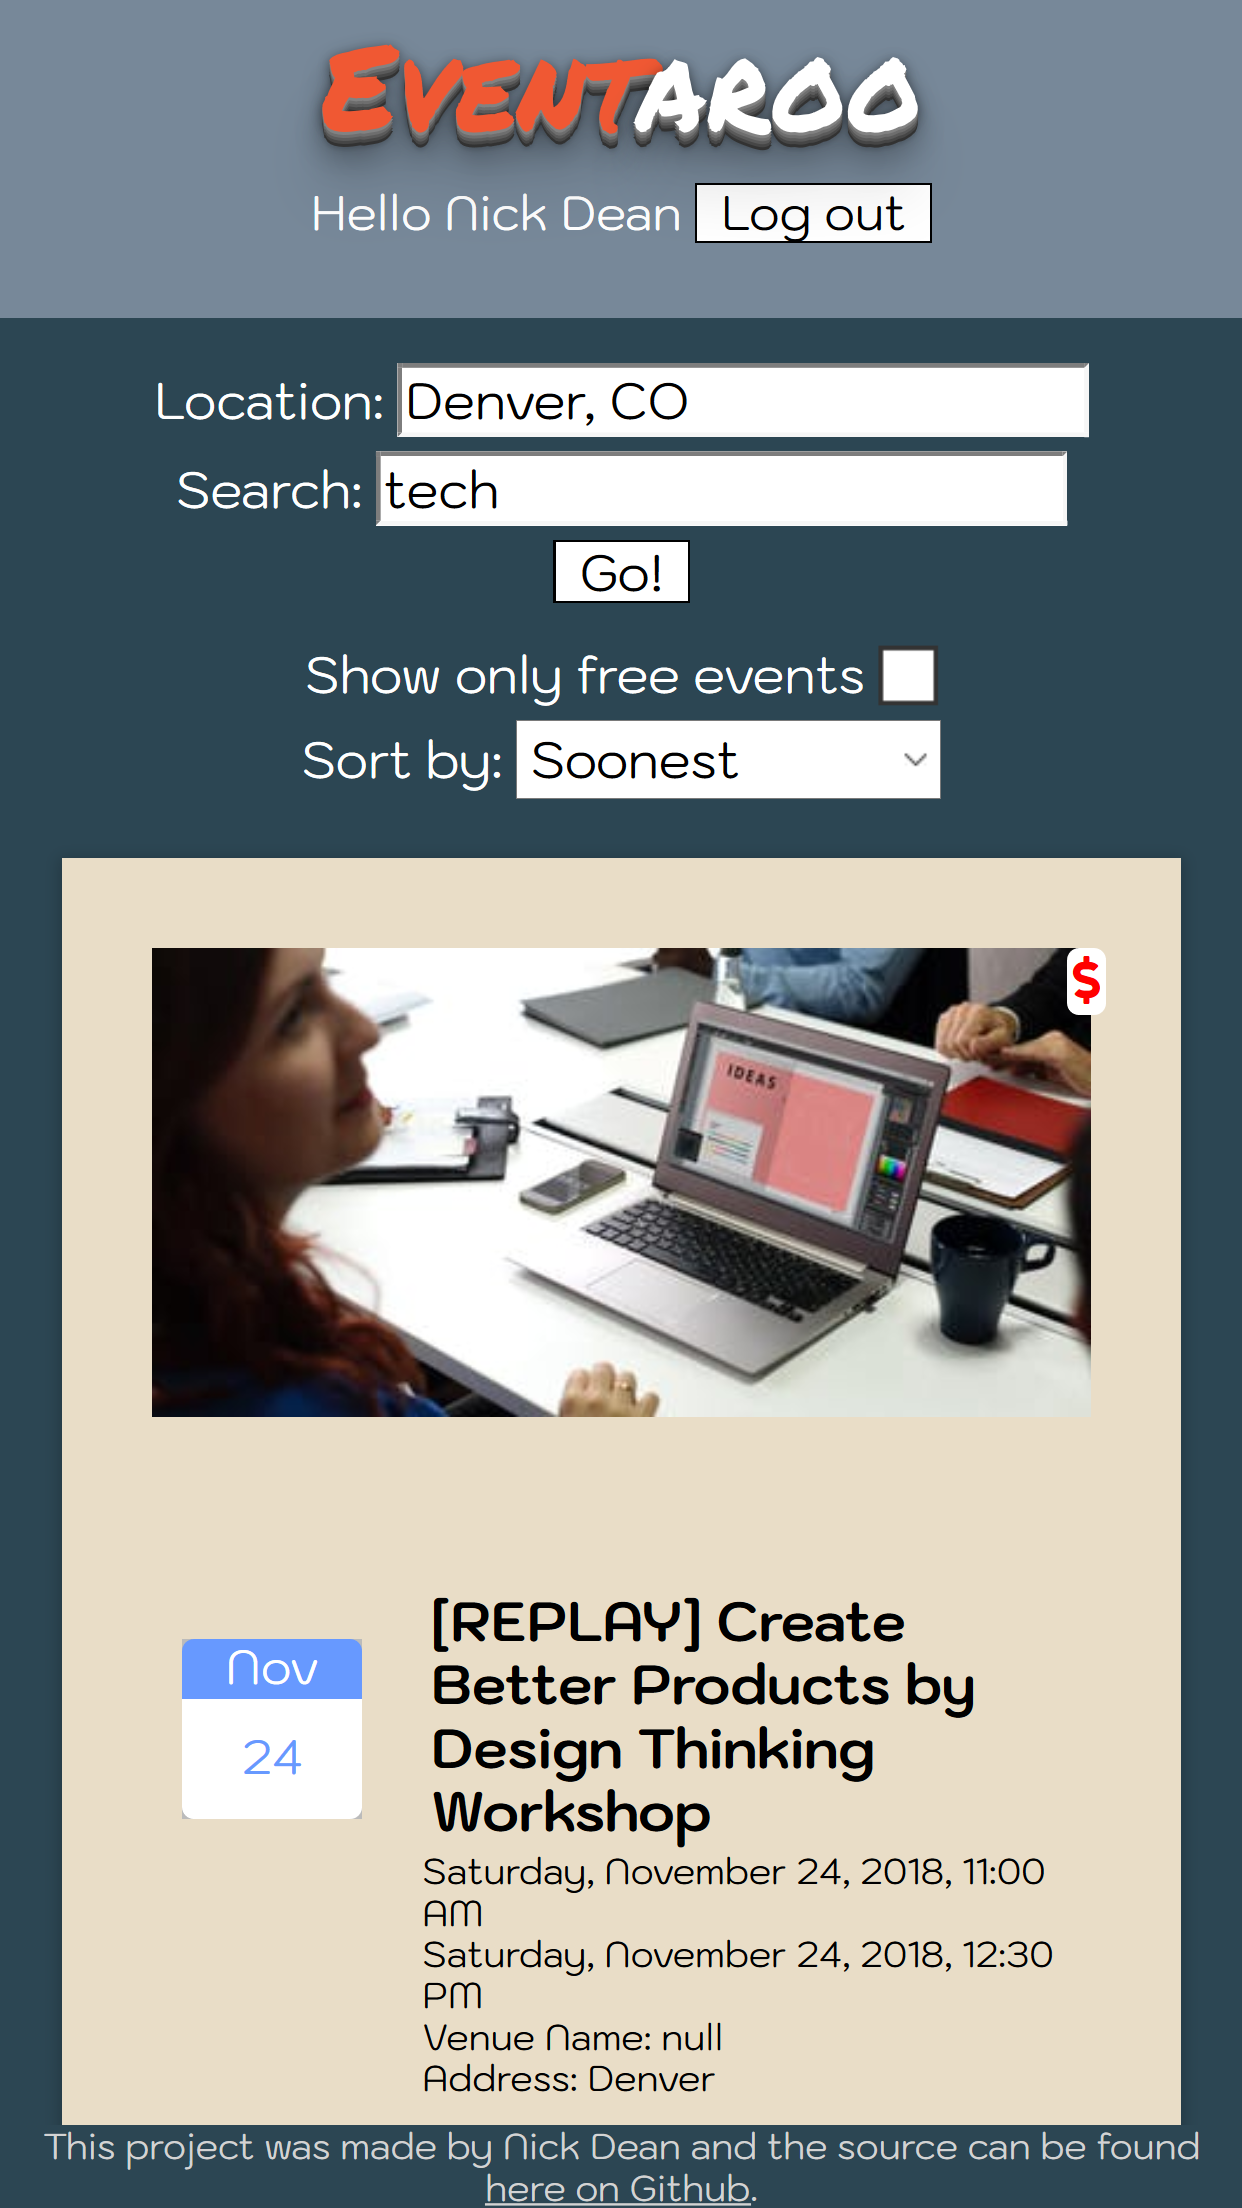 Eventaroo
Hello Nick Dean Log out
Location: Denver, CO
Search: tech
Go!
Show only free events
Sort by: Soonest
$
IDEAS
Nov
24
[REPLAY] Create
Better Products by
Design Thinking
Workshop
Saturday, November 24, 2018, 11:00
AM
Saturday, November 24, 2018, 12:30
PM
Venue Name: null
Address: Denver
This project was made by Nick Dean and the source can be found
here on Github.